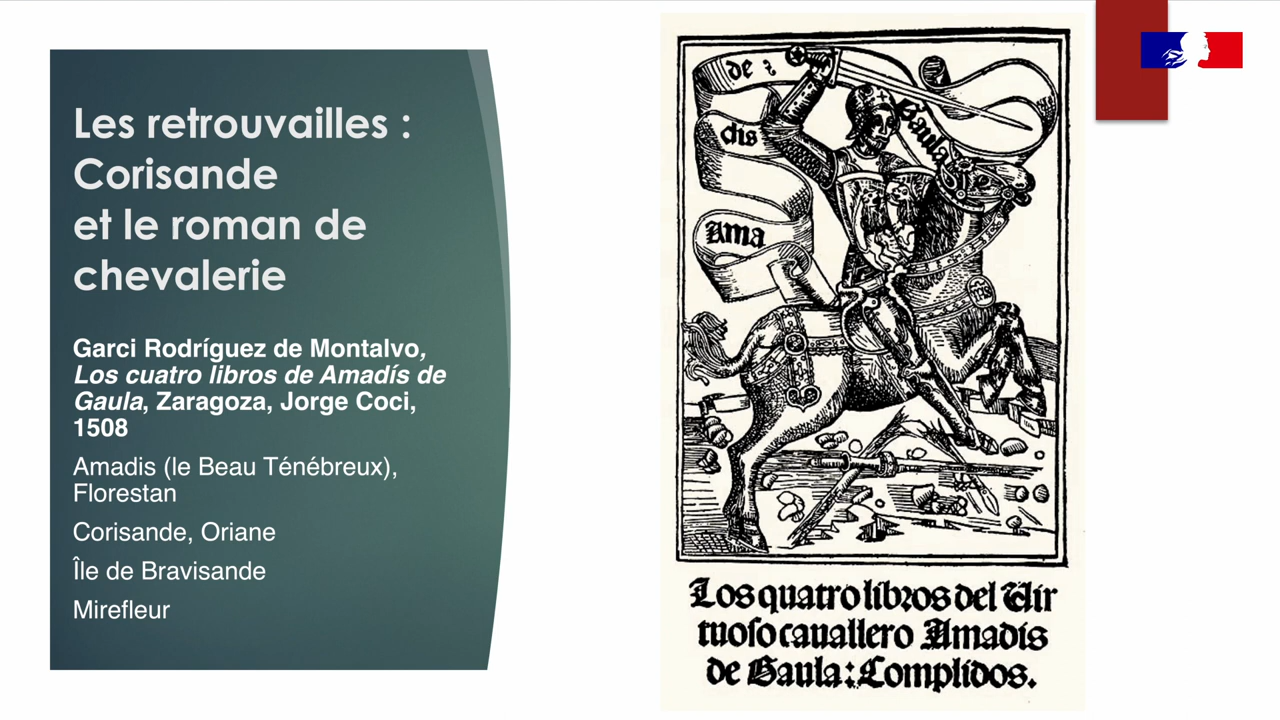 Les retrouvailles :
Corisande
et le roman de
chevalerie
Garci Rodríguez de Montalvo,
Los cuatro libros de Amadís de
Gaula, Zaragoza, Jorge Coci,
1508
Amadis (le Beau Ténébreux),
Florestan
Corisande, Oriane
Île de Bravisande
Mirefleur
de
dis
Ama
Gaula
Los quatro libros del Uir
tuoſo cauallero Amadis
de Gaula: Complidos.